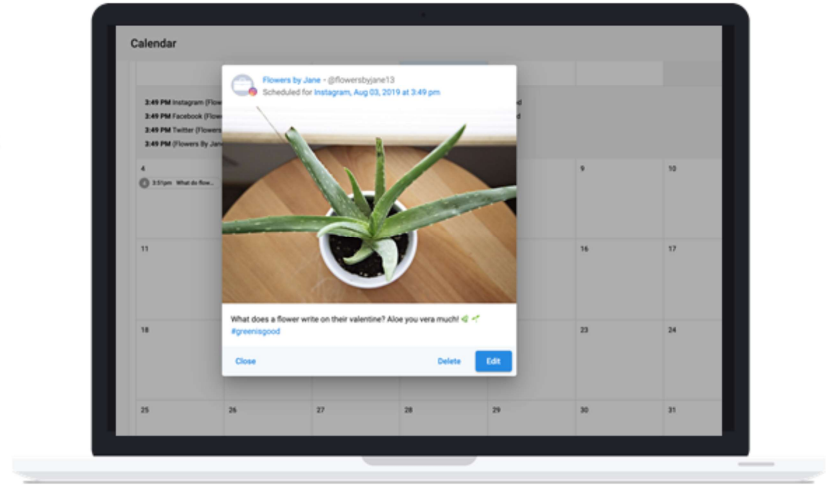 Calendar
Flowers by Jane - @flowersbyjane13
Scheduled for Instagram, Aug 03, 2019 at 3:49 pm
3:49 PM Instagram (Flow
3:49 PM Facebook (Flow
3:49 PM Twitter (Flowers
3:49 PM (Flowers By Jan
d
d
4
9
10
4 3:51pm What do flow...
11
16
17
What does a flower write on their valentine? Aloe you vera much! 🌿 🌱
#greenisgood
18
23
24
Close
Delete
Edit
25
26
27
28
29
30
31